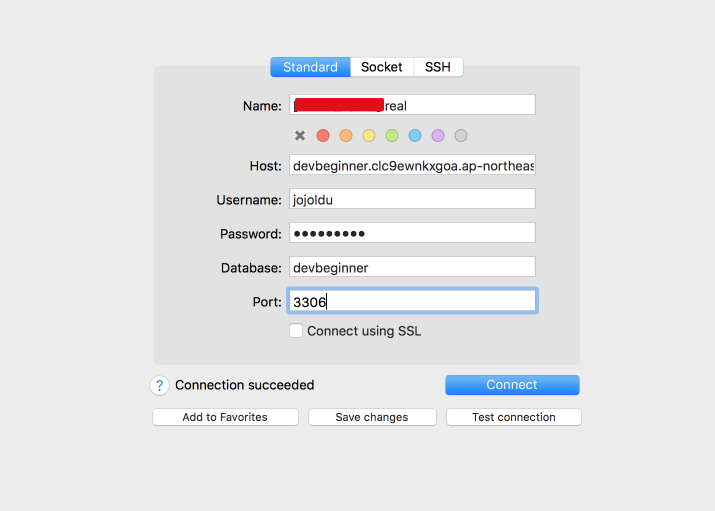 Standard Socket SSH
Name: real
Host: devbeginner.clc9ewnkxgoa.ap-northeas
Username: jojoldu
Password: ●●●●●●●●●
Database: devbeginner
Port: 3306
Connect using SSL
? Connection succeeded Connect
Add to Favorites Save changes Test connection